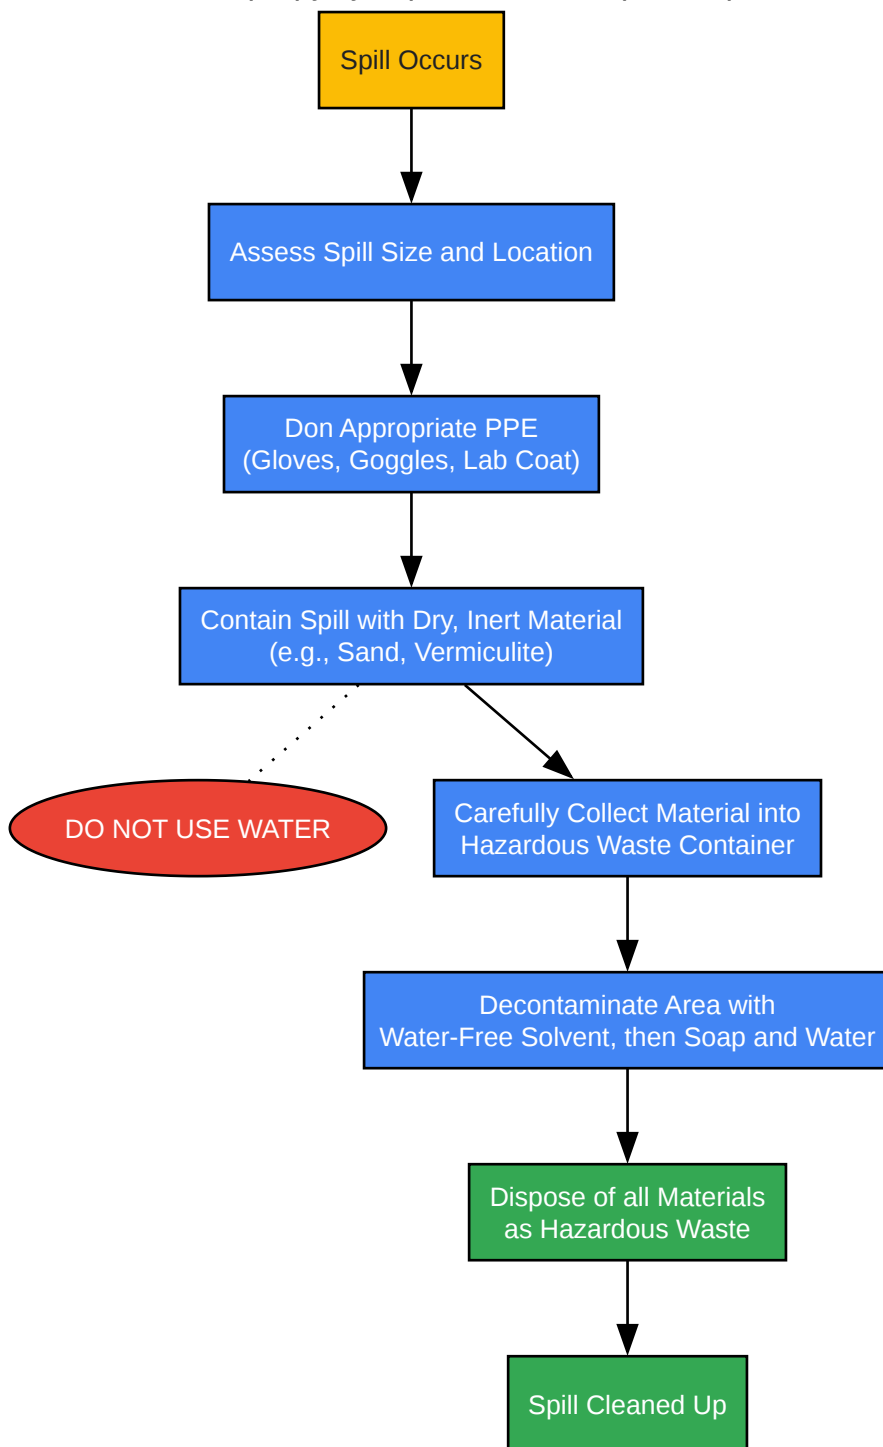 Spill Occurs
Assess Spill Size and Location
Don Appropriate PPE
(Gloves, Goggles, Lab Coat)
Contain Spill with Dry, Inert Material
(e.g., Sand, Vermiculite)
DO NOT USE WATER
Carefully Collect Material into
Hazardous Waste Container
Decontaminate Area with
Water-Free Solvent, then Soap and Water
Dispose of all Materials
as Hazardous Waste
Spill Cleaned Up